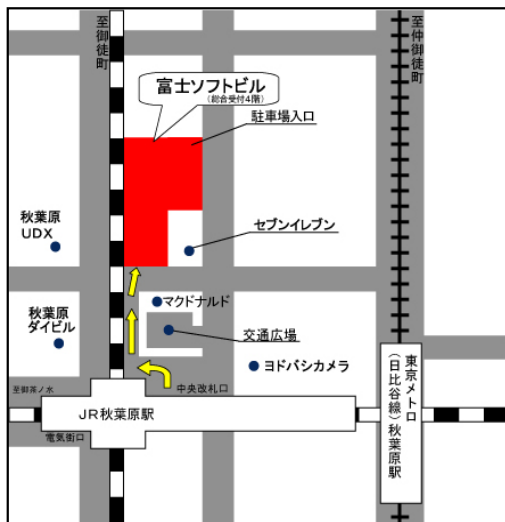 至御徒町
至仲御徒町
富士ソフトビル
(総合受付4階)
駐車場入口
秋葉原
UDX
セブンイレブン
マクドナルド
秋葉原
ダイビル
交通広場
ヨドバシカメラ
至御茶ノ水
中央改札口
JR秋葉原駅
電気街口
東京メトロ
(日比谷線)秋葉原駅